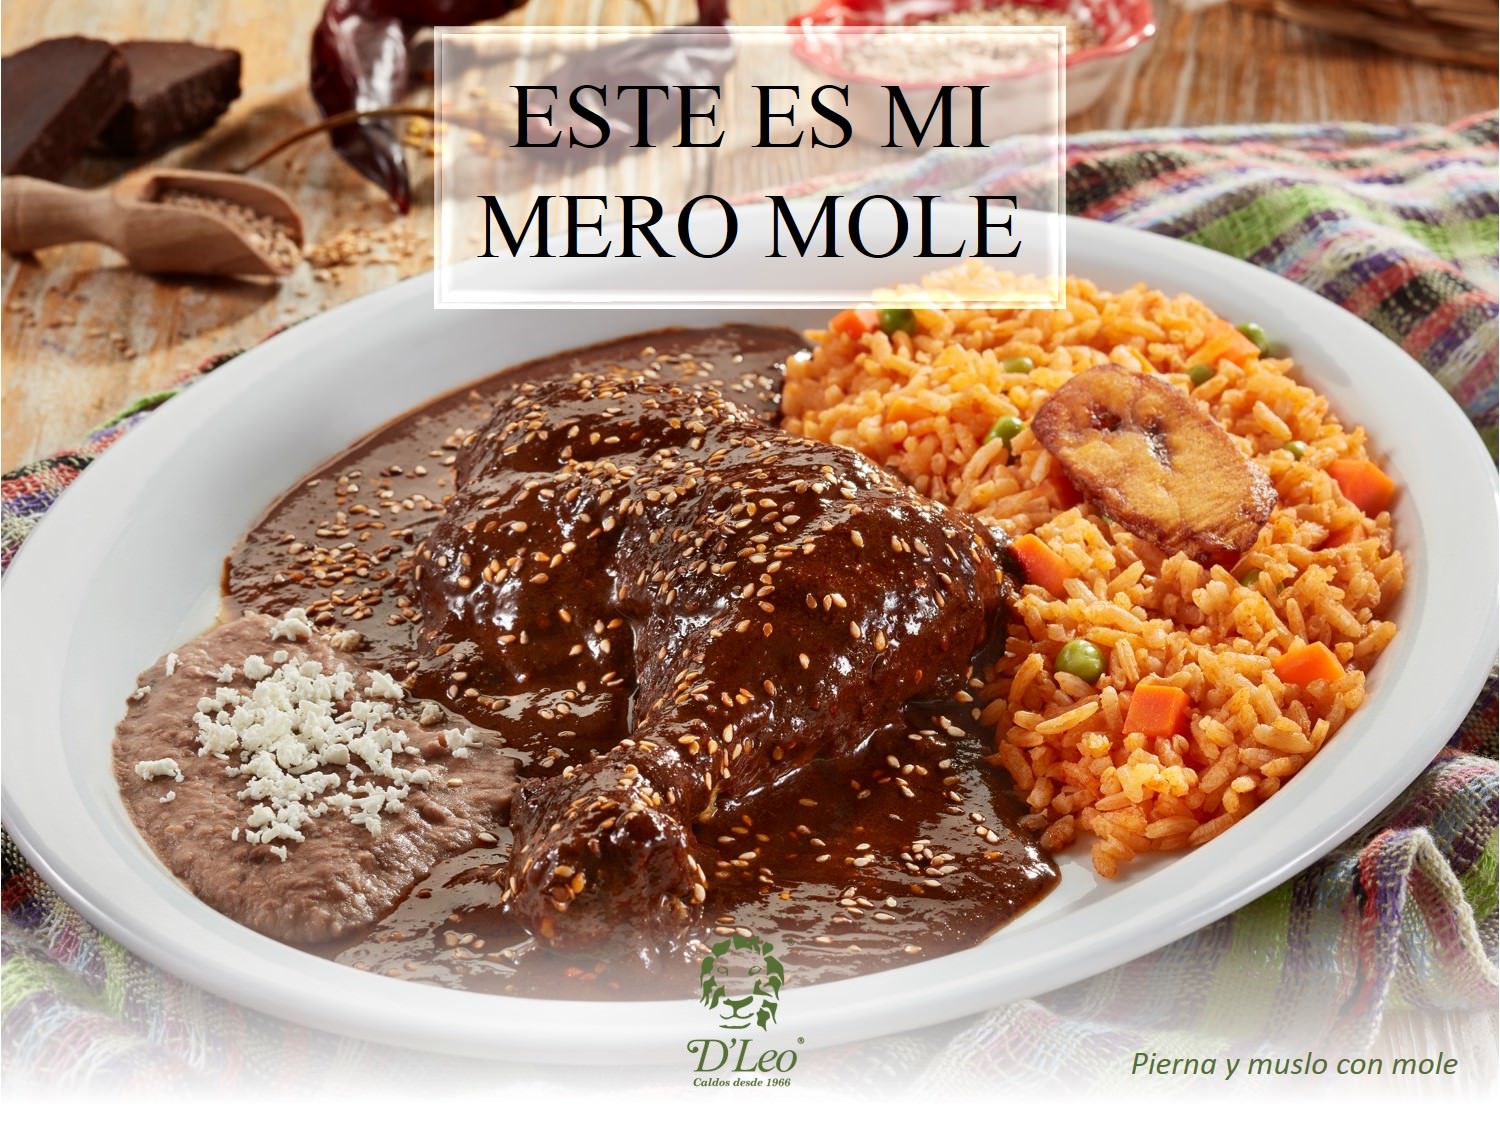 ESTE ES MI
MERO MOLE
D'Leo®
Caldos desde 1966
Pierna y muslo con mole